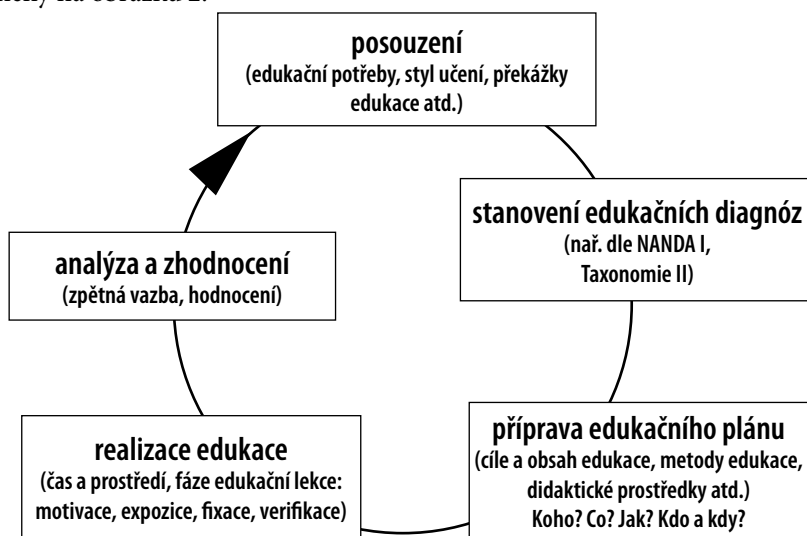 posouzení
(edukační potřeby, styl učení, překážky
edukace atd.)
stanovení edukačních diagnóz
(nař. dle NANDA I,
Taxonomie II)
příprava edukačního plánu
(cíle a obsah edukace, metody edukace,
didaktické prostředky atd.)
Koho? Co? Jak? Kdo a kdy?
realizace edukace
(čas a prostředí, fáze edukační lekce:
motivace, expozice, fixace, verifikace)
analýza a zhodnocení
(zpětná vazba, hodnocení)